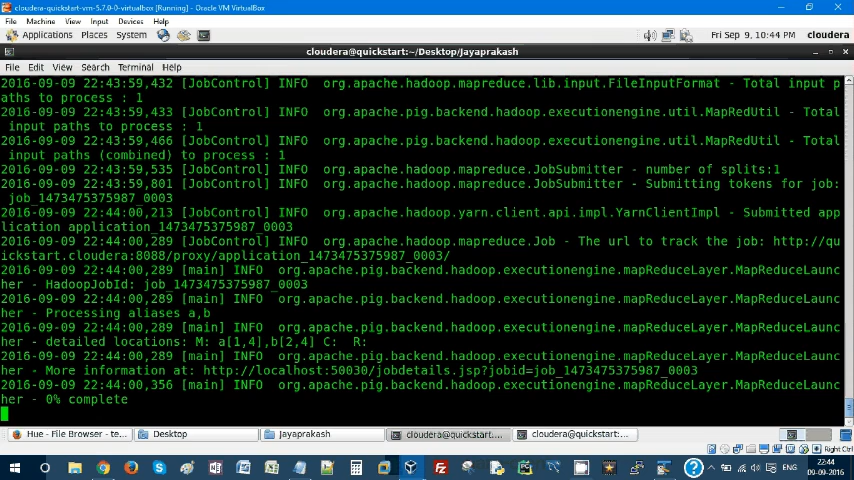 cloudera-quickstart-vm-5.7.0-0-virtualbox [Running] - Oracle VM VirtualBox
File Machine View Input Devices Help
Applications Places System Fri Sep 9, 10:44 PM cloudera
cloudera@quickstart:~/Desktop/Jayaprakash
File Edit View Search Terminal Help
2016-09-09 22:43:59,432 [JobControl] INFO  org.apache.hadoop.mapreduce.lib.input.FileInputFormat - Total input p
aths to process : 1
2016-09-09 22:43:59,433 [JobControl] INFO  org.apache.pig.backend.hadoop.executionengine.util.MapRedUtil - Total
 input paths to process : 1
2016-09-09 22:43:59,466 [JobControl] INFO  org.apache.pig.backend.hadoop.executionengine.util.MapRedUtil - Total
 input paths (combined) to process : 1
2016-09-09 22:43:59,535 [JobControl] INFO  org.apache.hadoop.mapreduce.JobSubmitter - number of splits:1
2016-09-09 22:43:59,801 [JobControl] INFO  org.apache.hadoop.mapreduce.JobSubmitter - Submitting tokens for job:
 job_1473475375987_0003
2016-09-09 22:44:00,213 [JobControl] INFO  org.apache.hadoop.yarn.client.api.impl.YarnClientImpl - Submitted app
lication application_1473475375987_0003
2016-09-09 22:44:00,289 [JobControl] INFO  org.apache.hadoop.mapreduce.Job - The url to track the job: http://qu
ickstart.cloudera:8088/proxy/application_1473475375987_0003/
2016-09-09 22:44:00,289 [main] INFO  org.apache.pig.backend.hadoop.executionengine.mapReduceLayer.MapReduceLaunc
her - HadoopJobId: job_1473475375987_0003
2016-09-09 22:44:00,289 [main] INFO  org.apache.pig.backend.hadoop.executionengine.mapReduceLayer.MapReduceLaunc
her - Processing aliases a,b
2016-09-09 22:44:00,289 [main] INFO  org.apache.pig.backend.hadoop.executionengine.mapReduceLayer.MapReduceLaunc
her - detailed locations: M: a[1,4],b[2,4] C:  R:
2016-09-09 22:44:00,289 [main] INFO  org.apache.pig.backend.hadoop.executionengine.mapReduceLayer.MapReduceLaunc
her - More information at: http://localhost:50030/jobdetails.jsp?jobid=job_1473475375987_0003
2016-09-09 22:44:00,356 [main] INFO  org.apache.pig.backend.hadoop.executionengine.mapReduceLayer.MapReduceLaunc
her - 0% complete
Hue - File Browser - te... Desktop Jayaprakash cloudera@quickstart:... cloudera@quickstart:...
Right Ctrl
ENG 22:44
09-09-2016